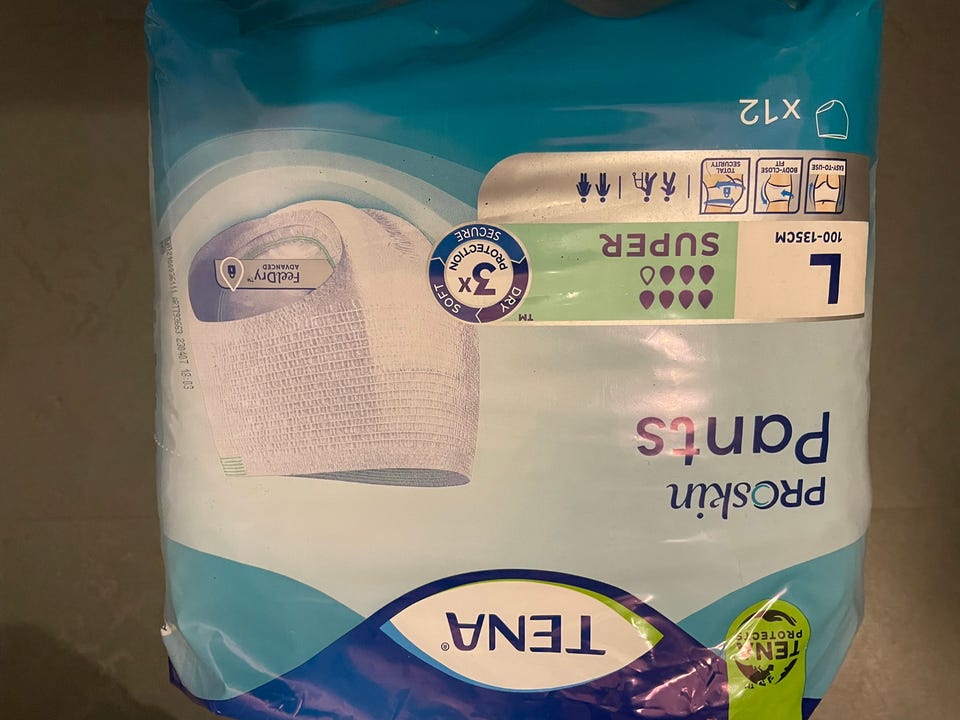 TENA®
TENA
PROTECTS
PROskin
Pants
L
100-135CM
SUPER
DRY
SOFT
SECURE
3x
PROTECTION
™
EASY-TO-USE
BODY-CLOSE
FIT
TOTAL
SECURITY
FeelDry™
ADVANCED
x12